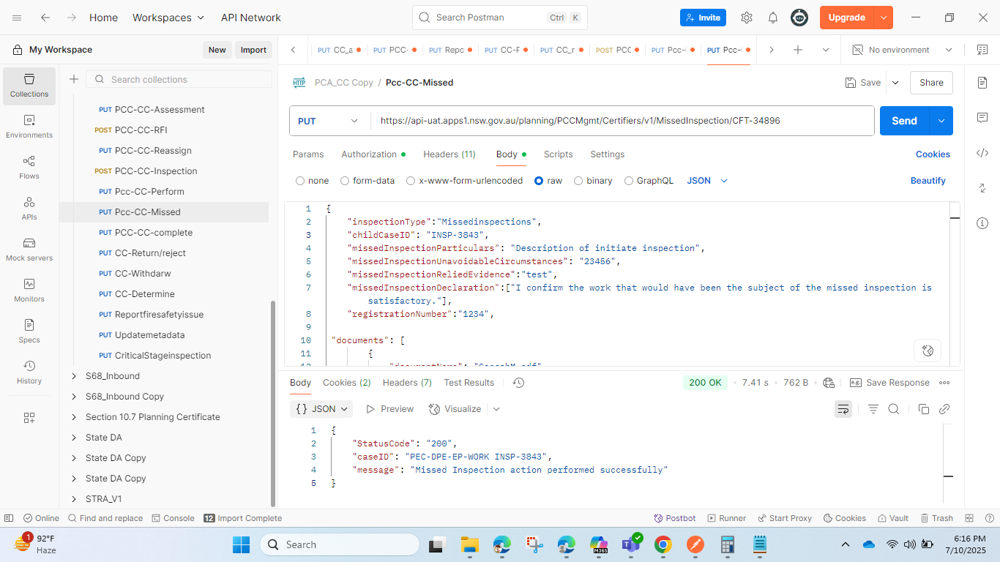 Home
Workspaces
API Network
Search Postman
Ctrl
K
Invite
Upgrade
My Workspace
New
Import
PUT CC_a
PUT PCC-
PUT Repo
PUT CC-F
PUT CC_r
POST PCC
PUT Pcc-
PUT Pcc-
No environment
Search collections
Collections
Environments
Flows
APIs
Mock servers
Monitors
Specs
History
PUT PCC-CC-Assessment
POST PCC-CC-RFI
PUT PCC-CC-Reassign
POST PCC-CC-Inspection
PUT Pcc-CC-Perform
PUT Pcc-CC-Missed
PUT PCC-CC-complete
PUT CC-Return/reject
PUT CC-Withdarw
PUT CC-Determine
PUT Reportfiresafetyissue
PUT Updatemetadata
PUT CriticalStageinspection
S68_Inbound
S68_Inbound Copy
Section 10.7 Planning Certificate
State DA
State DA Copy
State DA Copy
STRA_V1
HTTP
PCA_CC Copy / Pcc-CC-Missed
Save
Share
PUT
https://api-uat.apps1.nsw.gov.au/planning/PCCMgmt/Certifiers/v1/MissedInspection/CFT-34896
Send
Params
Authorization
Headers (11)
Body
Scripts
Settings
Cookies
none
form-data
x-www-form-urlencoded
raw
binary
GraphQL
JSON
Beautify
1 {
2 "inspectionType":"Missedinspections",
3 "childCaseID": "INSP-3843",
4 "missedInspectionParticulars": "Description of initiate inspection",
5 "missedInspectionUnavoidableCircumstances": "23456",
6 "missedInspectionReliedEvidence":"test",
7 "missedInspectionDeclaration":["I confirm the work that would have been the subject of the missed inspection is
satisfactory."],
8 "registrationNumber":"1234",
9
10 "documents": [
11 {
Body
Cookies (2)
Headers (7)
Test Results
200 OK
7.41 s
762 B
e.g.
Save Response
{} JSON
Preview
Visualize
1 {
2 "StatusCode": "200",
3 "caseID": "PEC-DPE-EP-WORK INSP-3843",
4 "message": "Missed Inspection action performed successfully"
5 }
Online
Find and replace
Console
12 Import Complete
Postbot
Runner
Start Proxy
Cookies
Vault
Trash
1
92°F
Haze
Search
M365
6:16 PM
7/10/2025